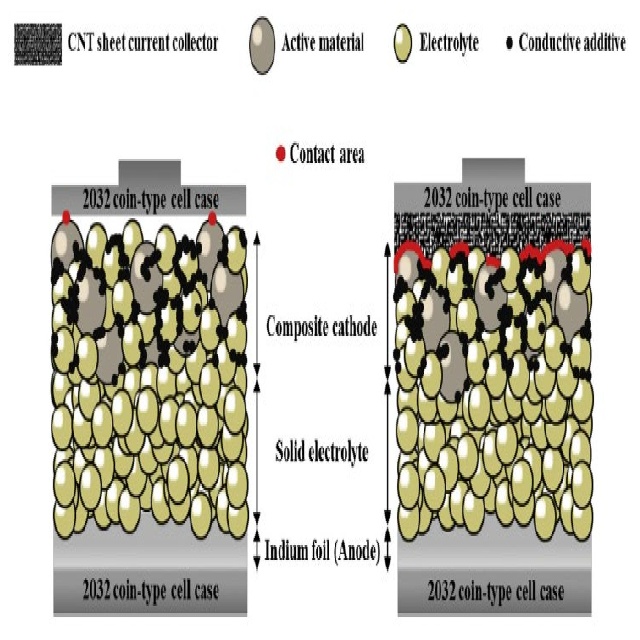 CNT sheet current collector
Active material
Electrolyte
Conductive additive
Contact area
2032 coin-type cell case
2032 coin-type cell case
Composite cathode
Solid electrolyte
Indium foil (Anode)
2032 coin-type cell case
2032 coin-type cell case